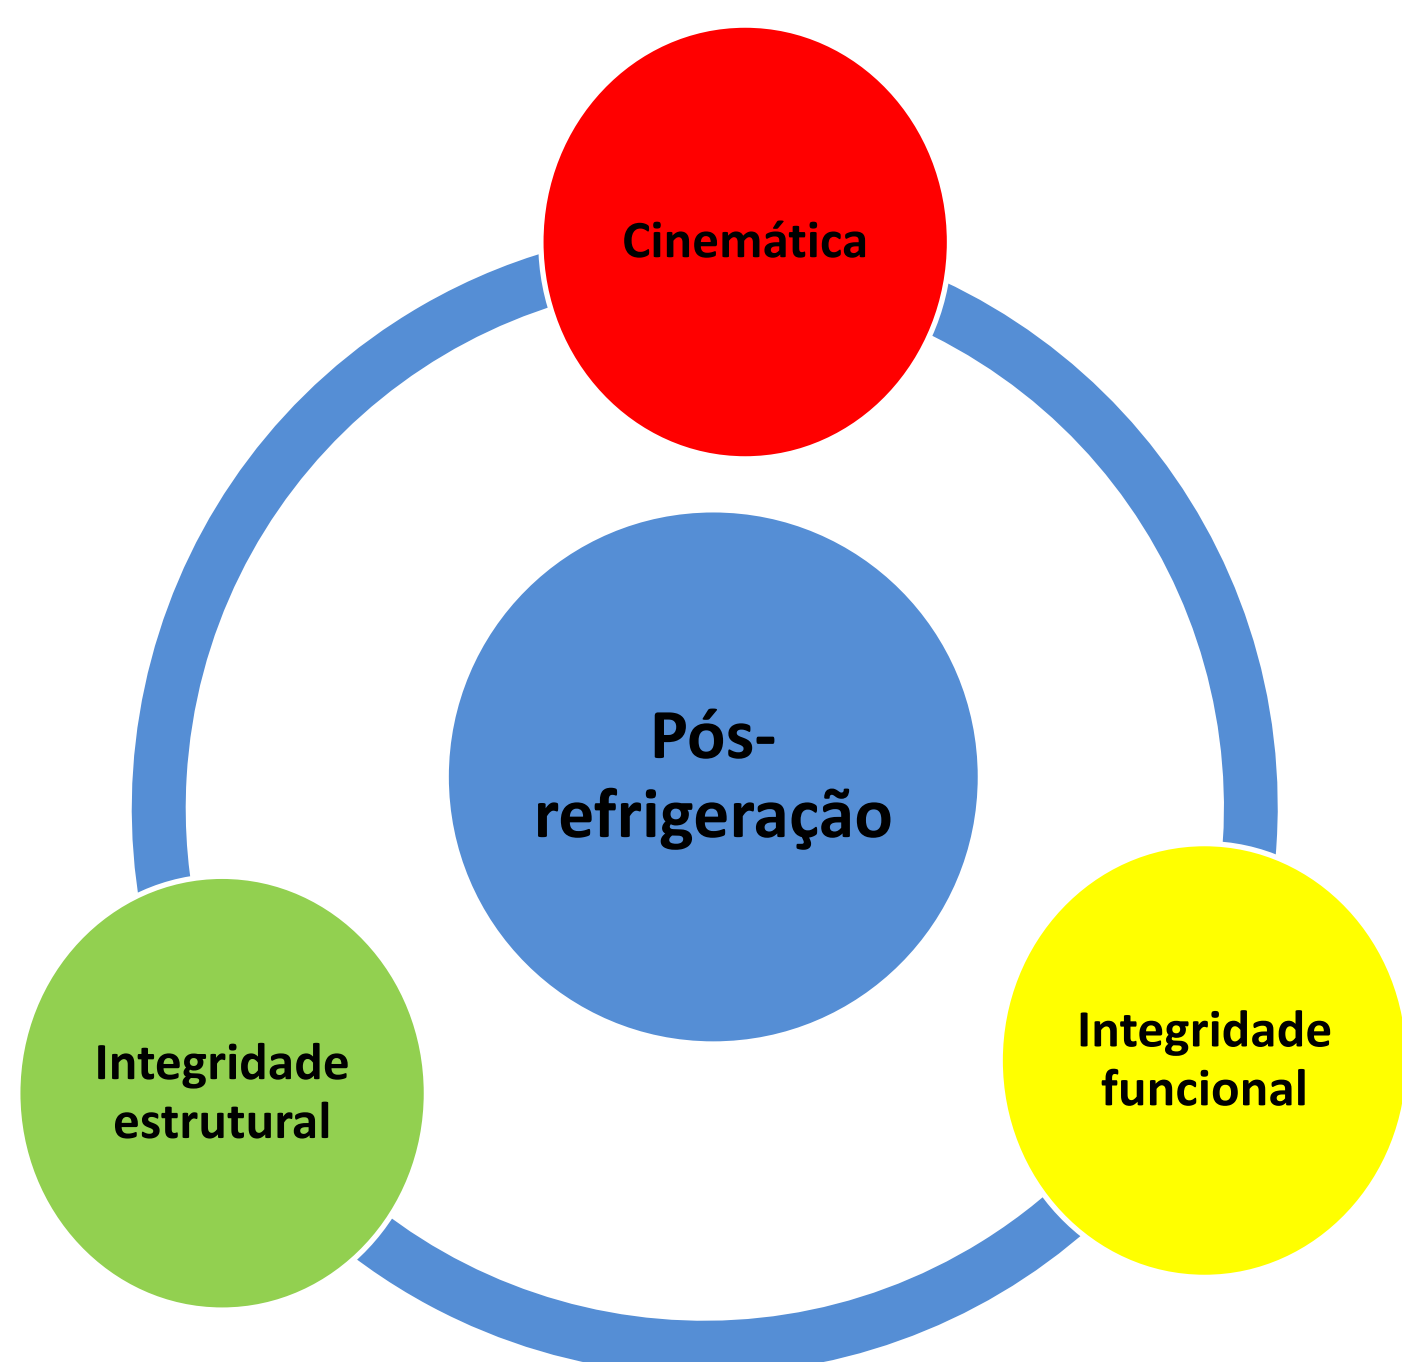 Cinemática
Pós-
refrigeração
Integridade
estrutural
Integridade
funcional